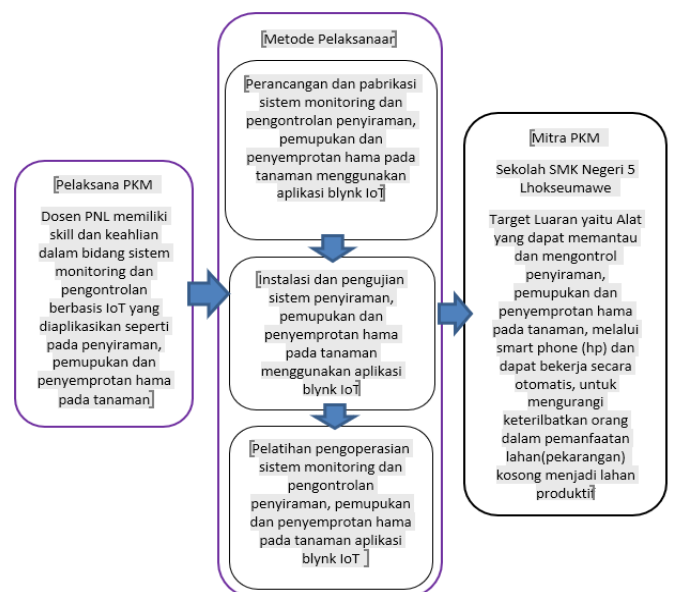 [Pelaksana PKM
Dosen PNL memiliki
skill dan keahlian
dalam bidang sistem
monitoring dan
pengontrolan
berbasis IoT yang
diaplikasikan seperti
pada penyiraman,
pemupukan dan
penyemprotan hama
pada tanaman]
[Metode Pelaksanaan]
[Perancangan dan pabrikasi
sistem monitoring dan
pengontrolan penyiraman,
pemupukan dan
penyemprotan hama pada
tanaman menggunakan
aplikasi blynk IoT]
[Instalasi dan pengujian
sistem penyiraman,
pemupukan dan
penyemprotan hama
pada tanaman
menggunakan aplikasi
blynk IoT]
[Pelatihan pengoperasian
sistem monitoring dan
pengontrolan
penyiraman, pemupukan
dan penyemprotan hama
pada tanaman aplikasi
blynk IoT ]
[Mitra PKM
Sekolah SMK Negeri 5
Lhokseumawe
Target Luaran yaitu Alat
yang dapat memantau
dan mengontrol
penyiraman,
pemupukan dan
penyemprotan hama
pada tanaman, melalui
smart phone (hp) dan
dapat bekerja secara
otomatis, untuk
mengurangi
keterilbatkan orang
dalam pemanfaatan
lahan(pekarangan)
kosong menjadi lahan
produktif]